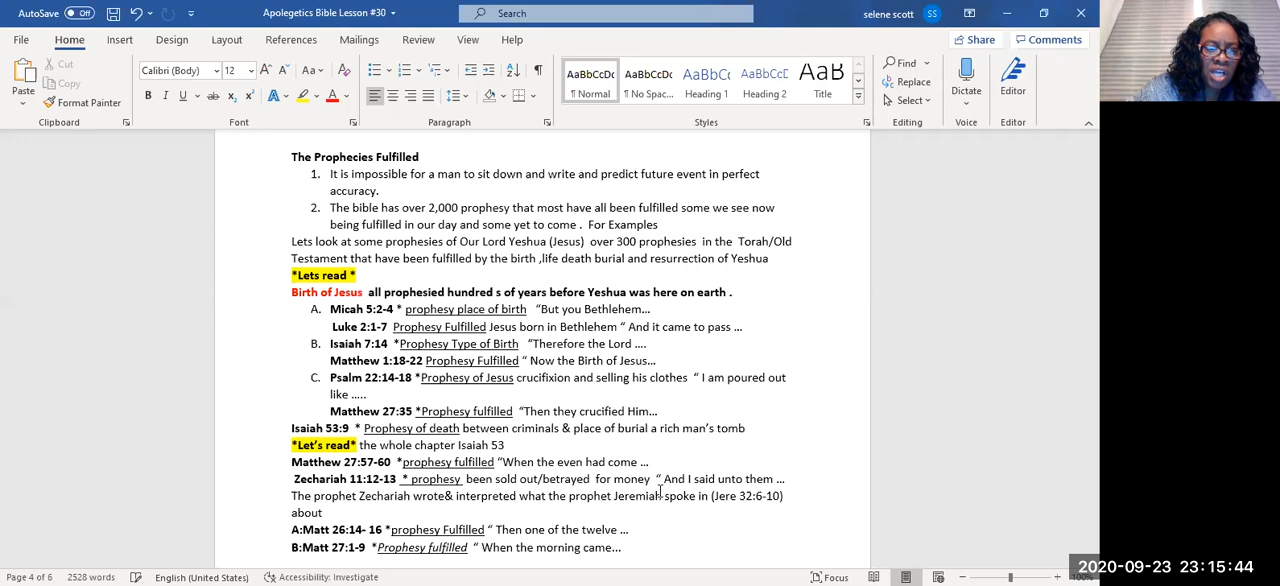 AutoSave Off Apolegetics Bible Lesson #30 Search selene scott SS
File Home Insert Design Layout References Mailings Review View Help Share Comments
Paste Cut Copy Format Painter
Calibri (Body) 12 A A Aa
B I U ab x₂ x² A A
AaBbCcDc AaBbCcDc AaBbC AaBbCcD AaB
¶ Normal ¶ No Spac... Heading 1 Heading 2 Title
Find Replace Select Dictate Editor
Clipboard Font Paragraph Styles Editing Voice Editor
The Prophecies Fulfilled
1. It is impossible for a man to sit down and write and predict future event in perfect
accuracy.
2. The bible has over 2,000 prophesy that most have all been fulfilled some we see now
being fulfilled in our day and some yet to come . For Examples
Lets look at some prophesies of Our Lord Yeshua (Jesus) over 300 prophesies in the Torah/Old
Testament that have been fulfilled by the birth ,life death burial and resurrection of Yeshua
*Lets read *
Birth of Jesus all prophesied hundred s of years before Yeshua was here on earth .
A. Micah 5:2-4 * prophesy place of birth “But you Bethlehem...
Luke 2:1-7 Prophesy Fulfilled Jesus born in Bethlehem “ And it came to pass ...
B. Isaiah 7:14 *Prophesy Type of Birth “Therefore the Lord ....
Matthew 1:18-22 Prophesy Fulfilled “ Now the Birth of Jesus...
C. Psalm 22:14-18 *Prophesy of Jesus crucifixion and selling his clothes “ I am poured out
like .....
Matthew 27:35 *Prophesy fulfilled “Then they crucified Him...
Isaiah 53:9 * Prophesy of death between criminals & place of burial a rich man’s tomb
*Let’s read* the whole chapter Isaiah 53
Matthew 27:57-60 *prophesy fulfilled “When the even had come ...
Zechariah 11:12-13 * prophesy been sold out/betrayed for money “ And I said unto them ...
The prophet Zechariah wrote& interpreted what the prophet Jeremiah spoke in (Jere 32:6-10)
about
A:Matt 26:14- 16 *prophesy Fulfilled “ Then one of the twelve ...
B:Matt 27:1-9 *Prophesy fulfilled “ When the morning came...
Page 4 of 6 2528 words English (United States) Accessibility: Investigate Focus 100%
2020-09-23 23:15:44